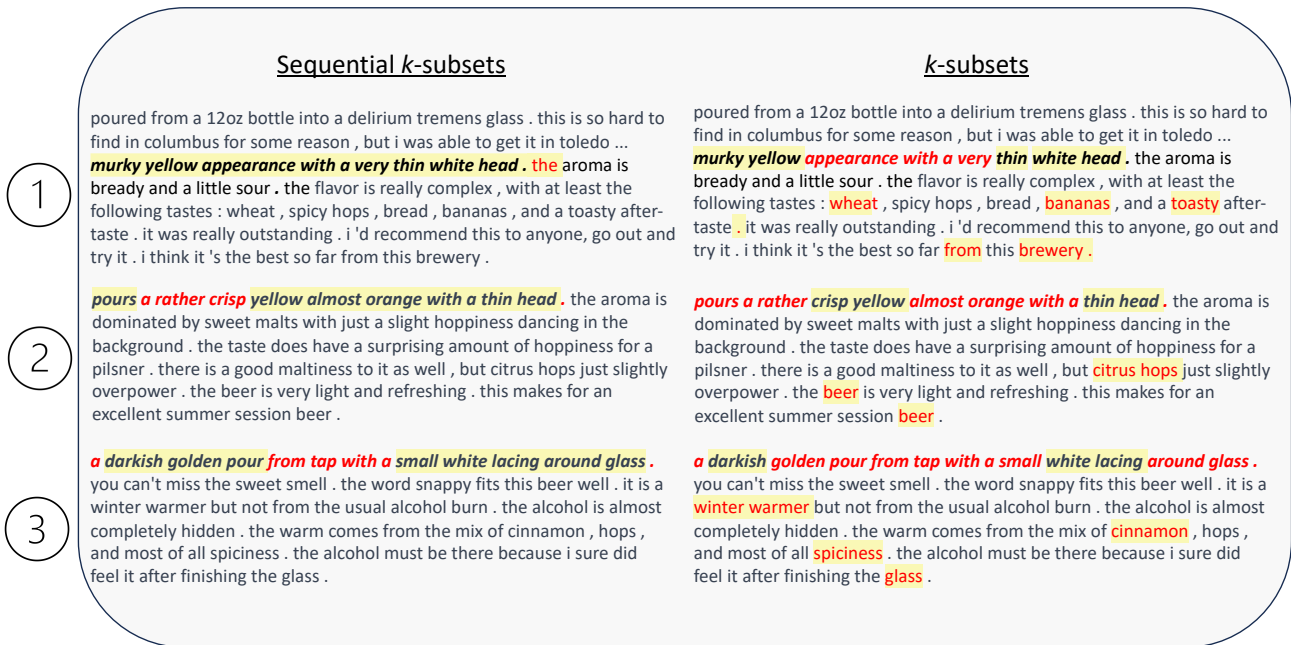 Sequential k-subsets
poured from a 12oz bottle into a delirium tremens glass . this is so hard to
find in columbus for some reason , but i was able to get it in toledo ...
murky yellow appearance with a very thin white head . the aroma is
bready and a little sour . the flavor is really complex , with at least the
following tastes : wheat , spicy hops , bread , bananas , and a toasty after-
taste . it was really outstanding . i 'd recommend this to anyone, go out and
try it . i think it 's the best so far from this brewery .
pours a rather crisp yellow almost orange with a thin head . the aroma is
dominated by sweet malts with just a slight hoppiness dancing in the
background . the taste does have a surprising amount of hoppiness for a
pilsner . there is a good maltiness to it as well , but citrus hops just slightly
overpower . the beer is very light and refreshing . this makes for an
excellent summer session beer .
a darkish golden pour from tap with a small white lacing around glass .
you can't miss the sweet smell . the word snappy fits this beer well . it is a
winter warmer but not from the usual alcohol burn . the alcohol is almost
completely hidden . the warm comes from the mix of cinnamon , hops ,
and most of all spiciness . the alcohol must be there because i sure did
feel it after finishing the glass .
k-subsets
poured from a 12oz bottle into a delirium tremens glass . this is so hard to
find in columbus for some reason , but i was able to get it in toledo ...
murky yellow appearance with a very thin white head . the aroma is
bready and a little sour . the flavor is really complex , with at least the
following tastes : wheat , spicy hops , bread , bananas , and a toasty after-
taste . it was really outstanding . i 'd recommend this to anyone, go out and
try it . i think it 's the best so far from this brewery .
pours a rather crisp yellow almost orange with a thin head . the aroma is
dominated by sweet malts with just a slight hoppiness dancing in the
background . the taste does have a surprising amount of hoppiness for a
pilsner . there is a good maltiness to it as well , but citrus hops just slightly
overpower . the beer is very light and refreshing . this makes for an
excellent summer session beer .
a darkish golden pour from tap with a small white lacing around glass .
you can't miss the sweet smell . the word snappy fits this beer well . it is a
winter warmer but not from the usual alcohol burn . the alcohol is almost
completely hidden . the warm comes from the mix of cinnamon , hops ,
and most of all spiciness . the alcohol must be there because i sure did
feel it after finishing the glass .
1
2
3